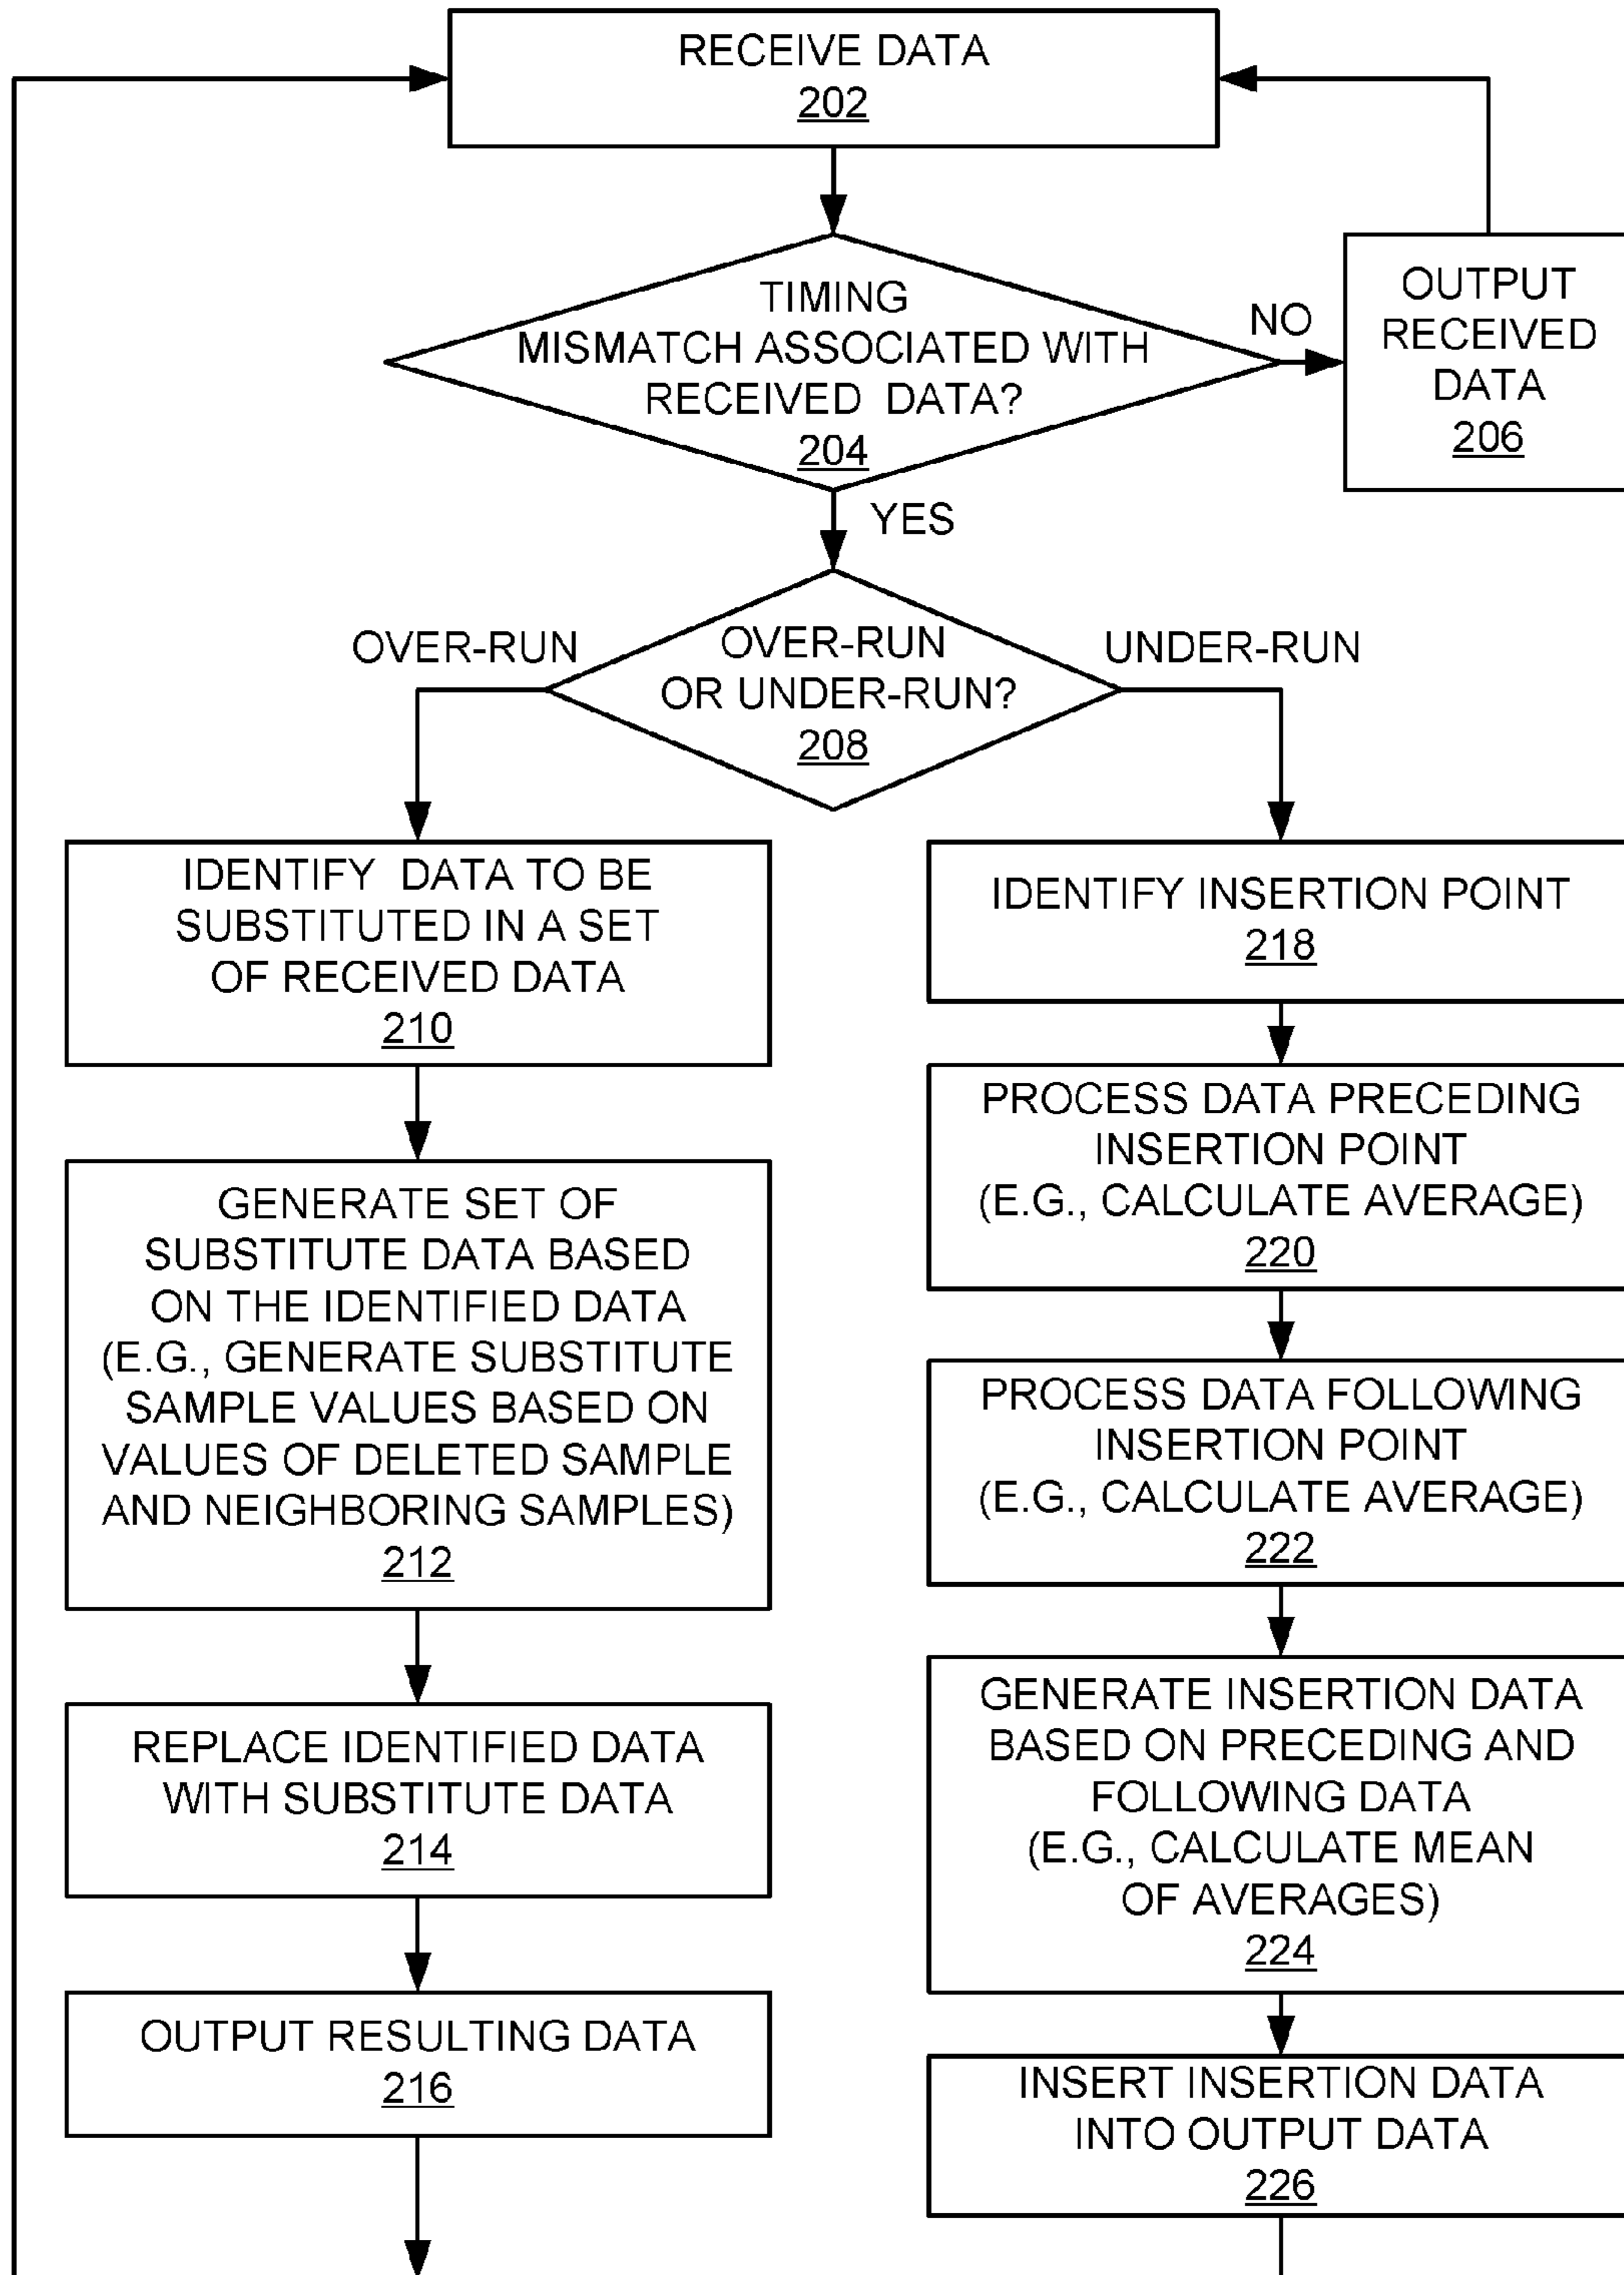 RECEIVE DATA
202
TIMING
MISMATCH ASSOCIATED WITH
RECEIVED DATA?
204
NO
OUTPUT
RECEIVED
DATA
206
YES
OVER-RUN
OR UNDER-RUN?
208
OVER-RUN
UNDER-RUN
IDENTIFY DATA TO BE
SUBSTITUTED IN A SET
OF RECEIVED DATA
210
GENERATE SET OF
SUBSTITUTE DATA BASED
ON THE IDENTIFIED DATA
(E.G., GENERATE SUBSTITUTE
SAMPLE VALUES BASED ON
VALUES OF DELETED SAMPLE
AND NEIGHBORING SAMPLES)
212
REPLACE IDENTIFIED DATA
WITH SUBSTITUTE DATA
214
OUTPUT RESULTING DATA
216
IDENTIFY INSERTION POINT
218
PROCESS DATA PRECEDING
INSERTION POINT
(E.G., CALCULATE AVERAGE)
220
PROCESS DATA FOLLOWING
INSERTION POINT
(E.G., CALCULATE AVERAGE)
222
GENERATE INSERTION DATA
BASED ON PRECEDING AND
FOLLOWING DATA
(E.G., CALCULATE MEAN
OF AVERAGES)
224
INSERT INSERTION DATA
INTO OUTPUT DATA
226